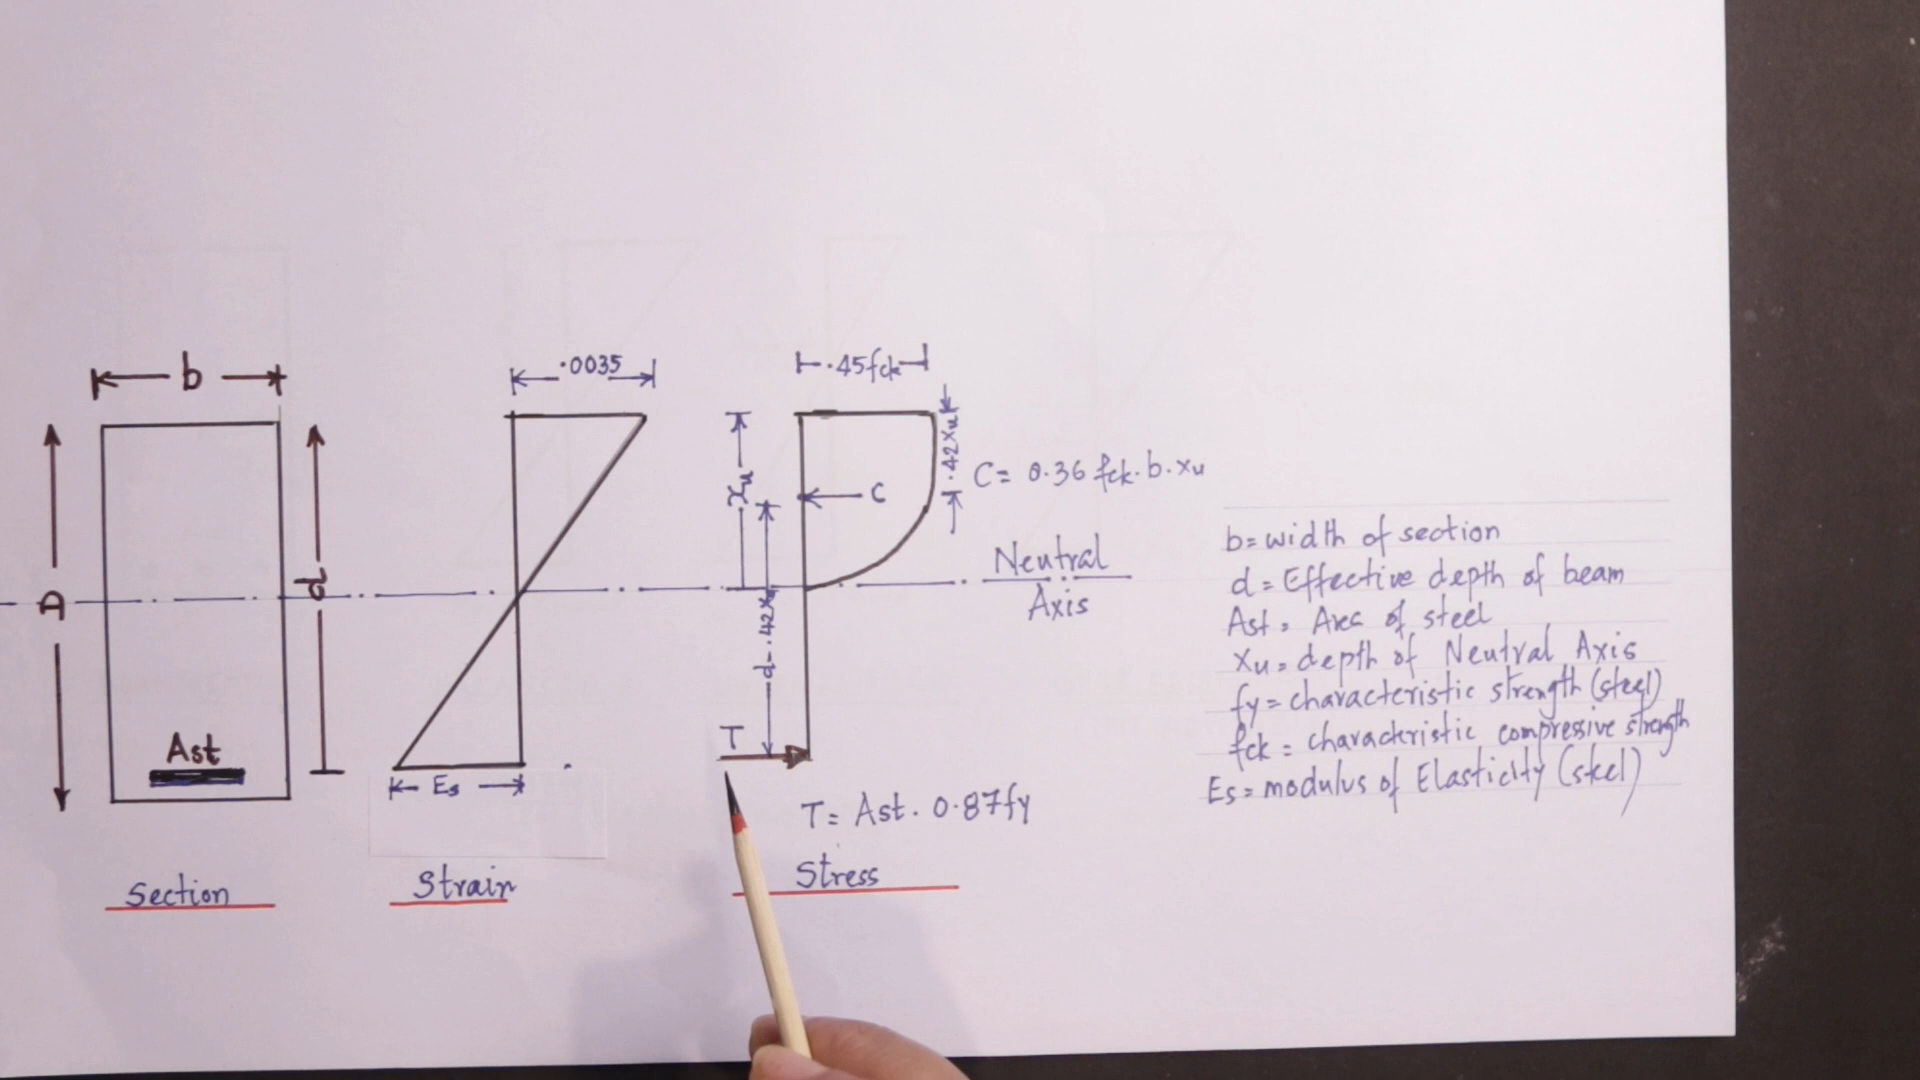 b
D
d
Ast
Section
.0035
Es
Strain
.45fck
xu
.42xu
C
C= 0.36 fck. b. xu
Neutral
Axis
d-.42xu
T
T= Ast. 0.87fy
Stress
b= width of section
d = Effective depth of beam
Ast = Area of steel
xu = depth of Neutral Axis
fy = characteristic strength (steel)
fck = characteristic compressive strength
Es = modulus of Elasticity (steel)